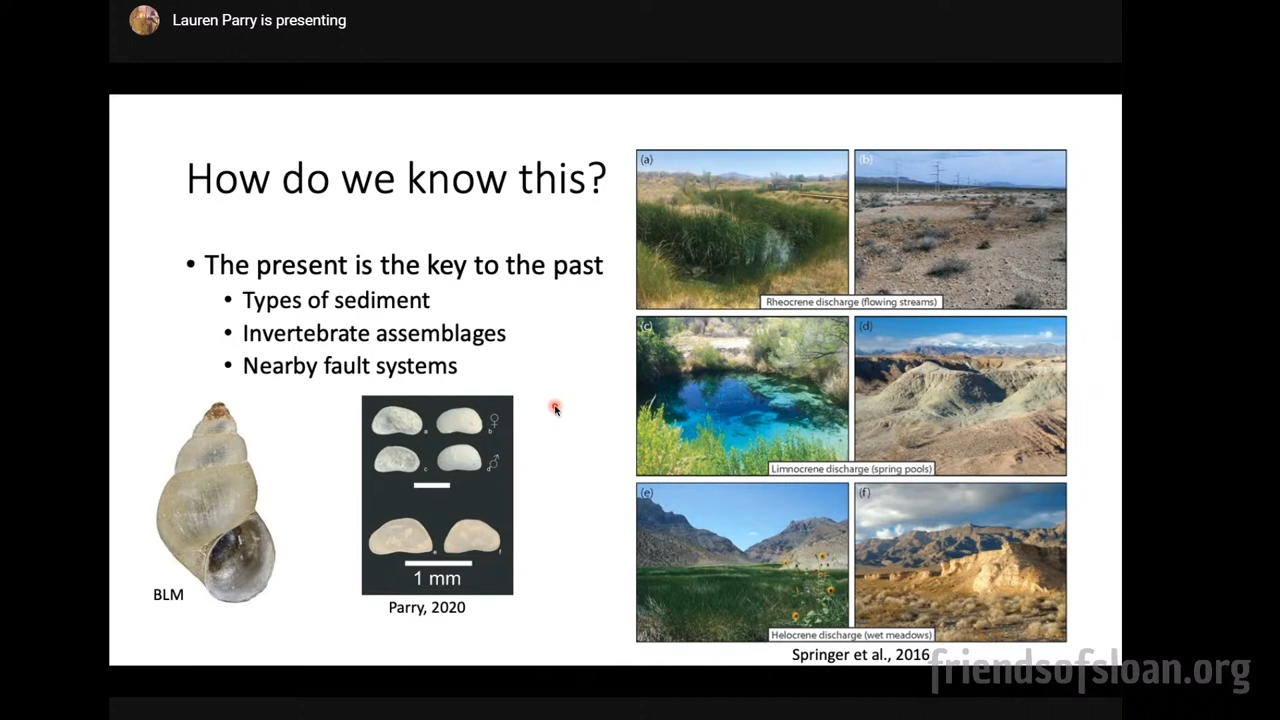 Lauren Parry is presenting
How do we know this?
• The present is the key to the past
• Types of sediment
• Invertebrate assemblages
• Nearby fault systems
BLM
♀
a
b
♂
c
d
e
f
1 mm
Parry, 2020
(a)
(b)
Rheocrene discharge (flowing streams)
(c)
(d)
Limnocrene discharge (spring pools)
(e)
(f)
Helocrene discharge (wet meadows)
Springer et al., 2016
friendsofsloan.org